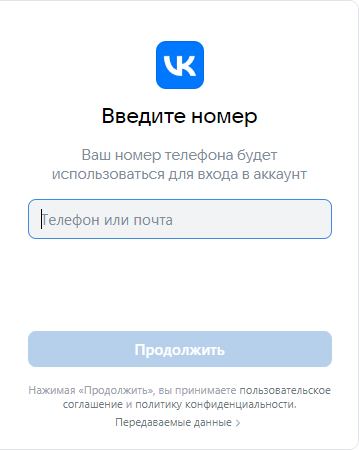 VK
Введите номер
Ваш номер телефона будет
использоваться для входа в аккаунт
Телефон или почта
Продолжить
Нажимая «Продолжить», вы принимаете пользовательское
соглашение и политику конфиденциальности.
Передаваемые данные